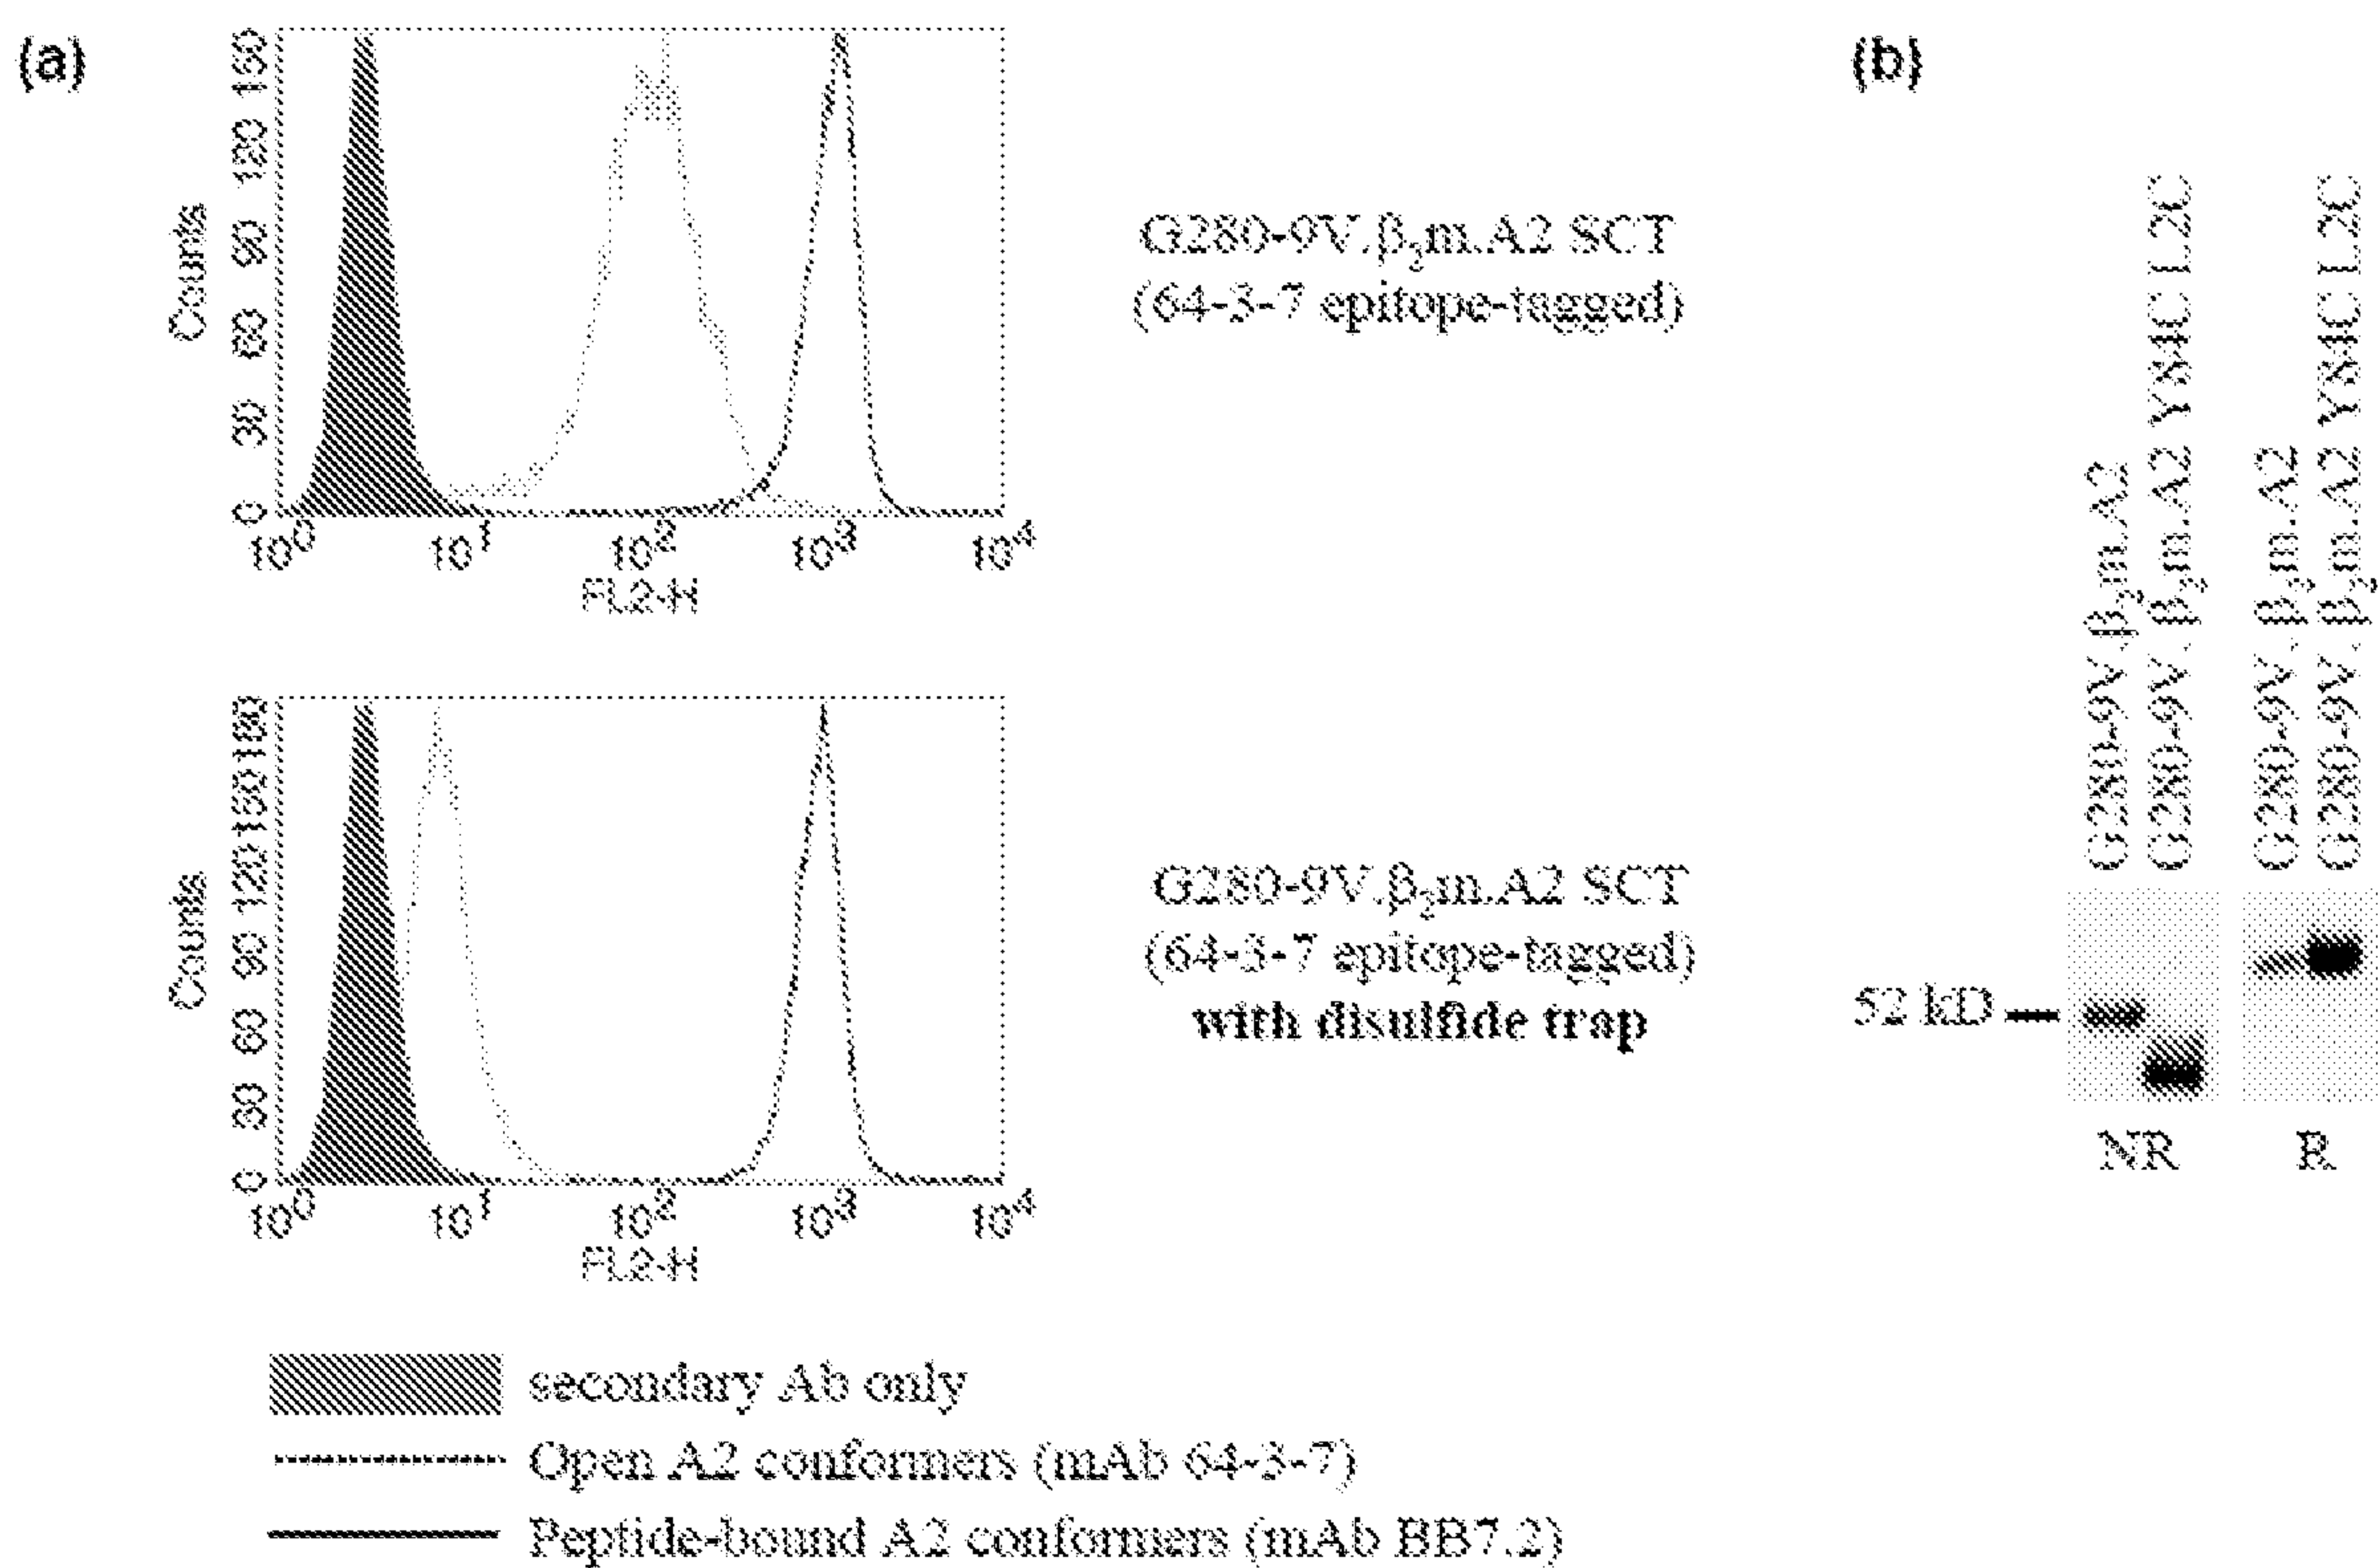 (a)
150
120
90
60
30
0
Counts
10^0 10^1 10^2 10^3 10^4
FL2-H
G280-9V.β₂m.A2 SCT
(64-3-7 epitope-tagged)
180
150
120
90
60
30
0
Counts
10^0 10^1 10^2 10^3 10^4
FL2-H
G280-9V.β₂m.A2 SCT
(64-3-7 epitope-tagged)
with disulfide trap
secondary Ab only
Open A2 conformers (mAb 64-3-7)
Peptide-bound A2 conformers (mAb BB7.2)
(b)
G280-9V.β₂m.A2
G280-9V.β₂m.A2 Y84C L2C
G280-9V.β₂m.A2
G280-9V.β₂m.A2 Y84C L2C
52 kD
NR
R